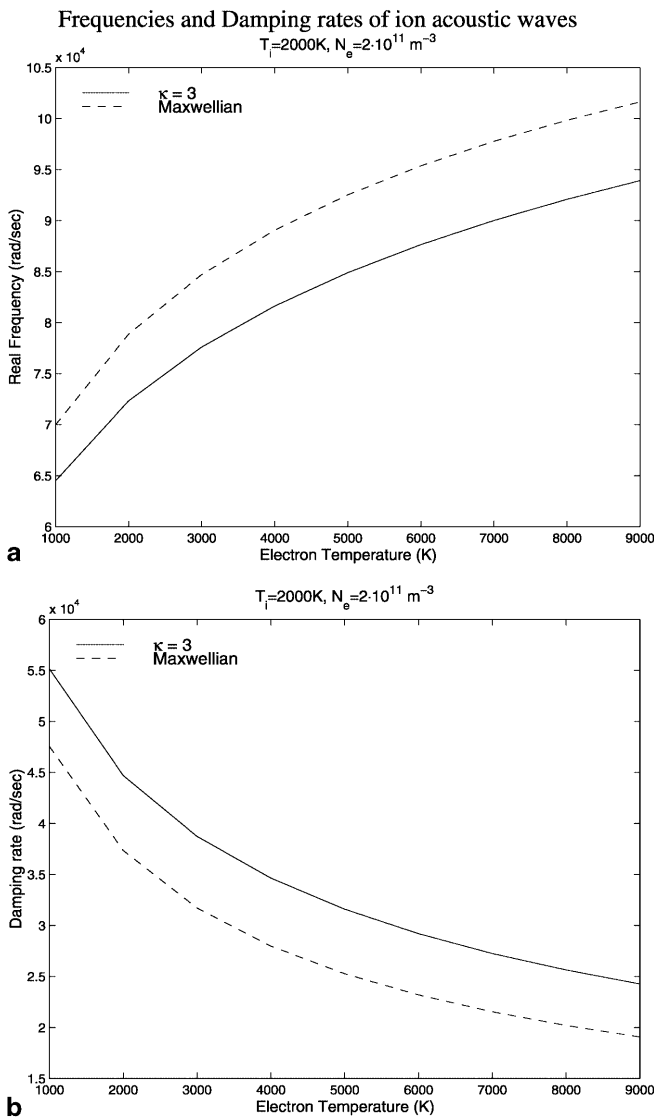 Frequencies and Damping rates of ion acoustic waves
Ti=2000K, Ne=2·10^11 m^−3
x 10^4
10.5
κ = 3
Maxwellian
10
9.5
9
8.5
8
7.5
7
6.5
6
Real Frequency (rad/sec)
1000 2000 3000 4000 5000 6000 7000 8000 9000
Electron Temperature (K)
a
Ti=2000K, Ne=2·10^11 m^−3
x 10^4
6
κ = 3
Maxwellian
5.5
5
4.5
4
3.5
3
2.5
2
1.5
Damping rate (rad/sec)
1000 2000 3000 4000 5000 6000 7000 8000 9000
Electron Temperature (K)
b